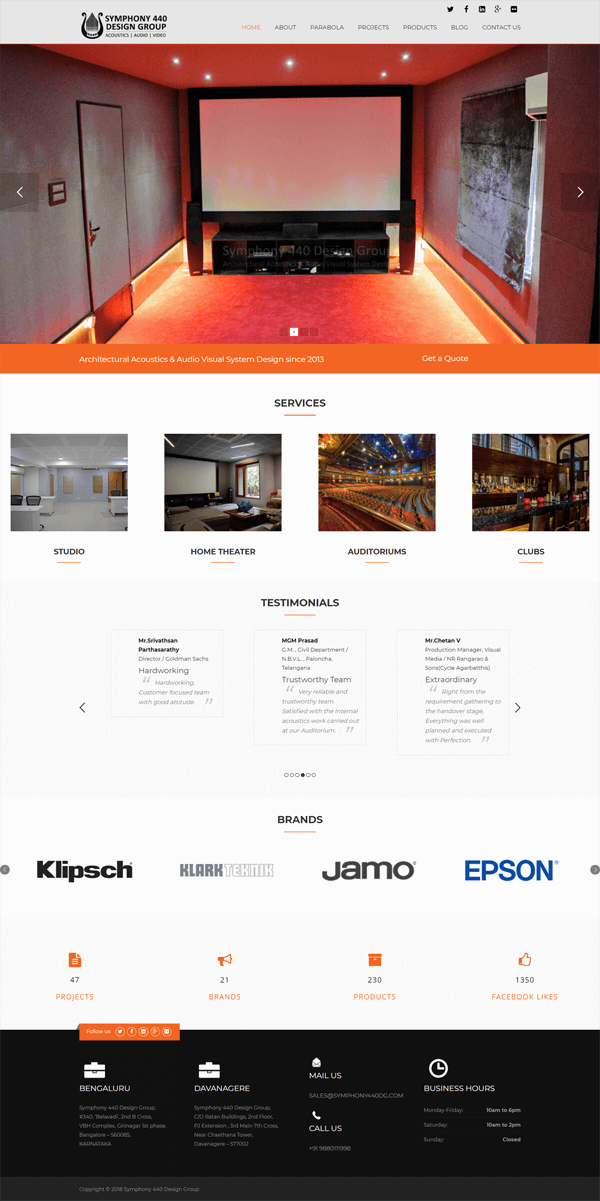 SYMPHONY 440
DESIGN GROUP
ACOUSTICS | AUDIO | VIDEO
HOME ABOUT PARABOLA PROJECTS PRODUCTS BLOG CONTACT US
Symphony 440 Design Group
Architectural Acoustics & Audio Visual System Design
Architectural Acoustics & Audio Visual System Design since 2013
Get a Quote
SERVICES
STUDIO
HOME THEATER
AUDITORIUMS
CLUBS
TESTIMONIALS
Mr.Srivathsan
Parthasarathy
Director / Goldman Sachs
Hardworking
“ Hardworking,
Customer focused team
with good attitude. ”
MGM Prasad
G.M. , Civil Department /
N.B.V.L. , Paloncha,
Telangana
Trustworthy Team
“ Very reliable and
trustworthy team.
Satisfied with the internal
acoustics work carried out
at our Auditorium. ”
Mr.Chetan V
Production Manager, Visual
Media / NR Rangarao &
Sons(Cycle Agarbatthis)
Extraordinary
“ Right from the
requirement gathering to
the handover stage,
Everything was well
planned and executed
with Perfection. ”
BRANDS
Klipsch
KLARK TEKNIK
JAMO
EPSON
47
PROJECTS
21
BRANDS
230
PRODUCTS
1350
FACEBOOK LIKES
Follow us
BENGALURU
Symphony 440 Design Group,
#340, 'Belavadi', 2nd B Cross,
VBH Complex, Girinagar 1st phase,
Bangalore – 560085,
KARNATAKA
DAVANAGERE
Symphony 440 Design Group,
C/O Ratan Buildings, 2nd Floor,
PJ Extension , 3rd Main 7th Cross,
Near Chaethana Tower,
Davanagere – 577002
MAIL US
SALES@SYMPHONY440DG.COM
CALL US
+91 9880111998
BUSINESS HOURS
Monday-Friday: 10am to 6pm
Saturday: 10am to 2pm
Sunday: Closed
Copyright © 2018 Symphony 440 Design Group